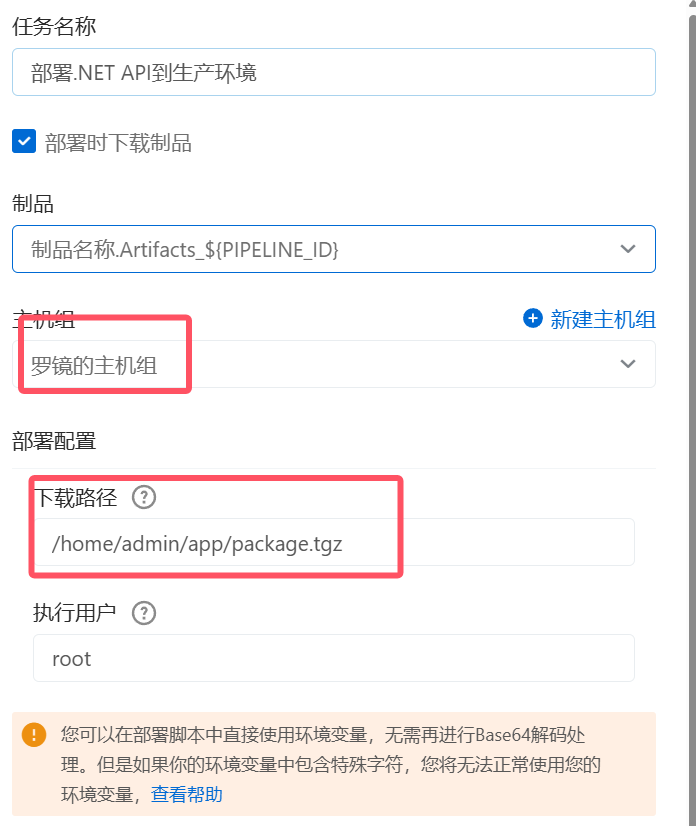 任务名称
部署.NET API到生产环境
部署时下载制品
制品
制品名称.Artifacts_${PIPELINE_ID}
主机组
新建主机组
罗镜的主机组
部署配置
下载路径
/home/admin/app/package.tgz
执行用户
root
您可以在部署脚本中直接使用环境变量，无需再进行Base64解码处
理。但是如果你的环境变量中包含特殊字符，您将无法正常使用您的
环境变量，查看帮助